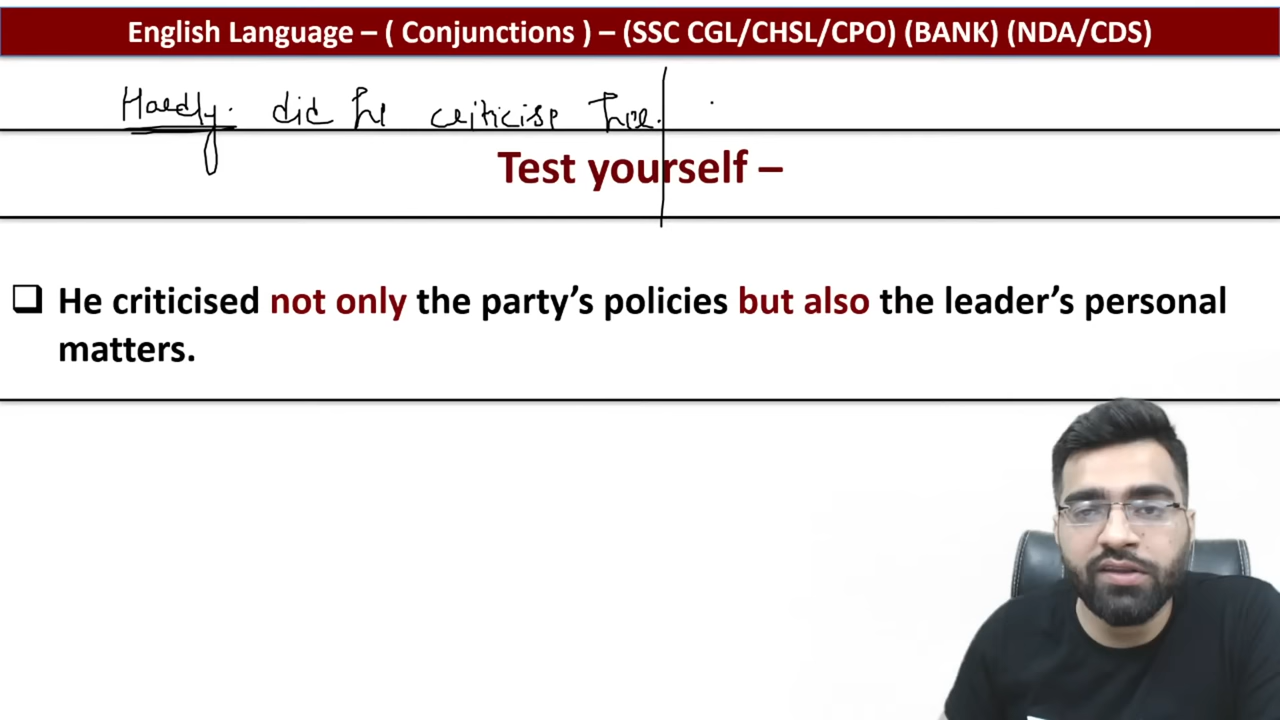 English Language – ( Conjunctions ) – (SSC CGL/CHSL/CPO) (BANK) (NDA/CDS)
Hardly did he criticise
Test yourself –
He criticised not only the party’s policies but also the leader’s personal
matters.